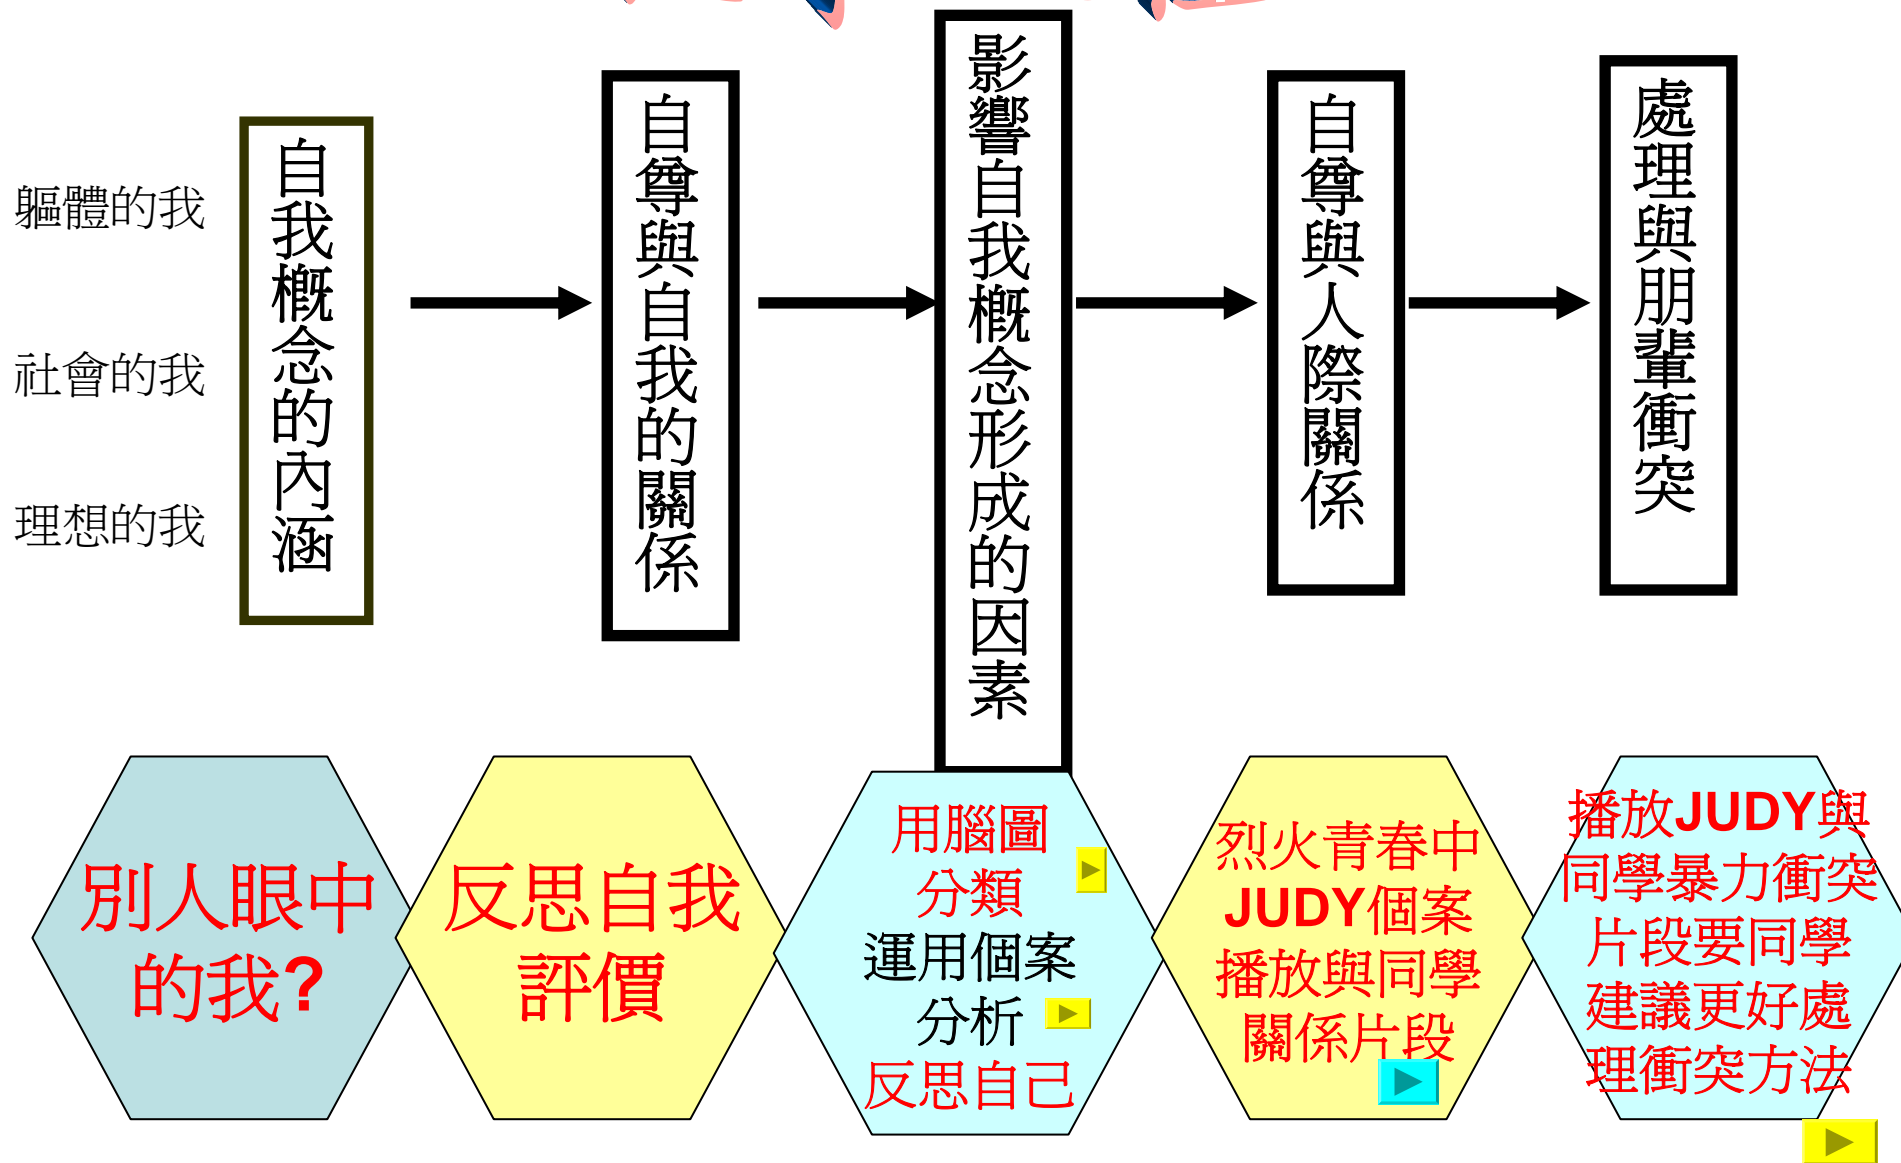 軀體的我
社會的我
理想的我
自我概念的內涵
自尊與自我的關係
影響自我概念形成的因素
自尊與人際關係
處理與朋輩衝突
別人眼中
的我?
反思自我
評價
用腦圖
分類
運用個案
分析
反思自己
烈火青春中
JUDY個案
播放與同學
關係片段
播放JUDY與
同學暴力衝突
片段要同學
建議更好處
理衝突方法